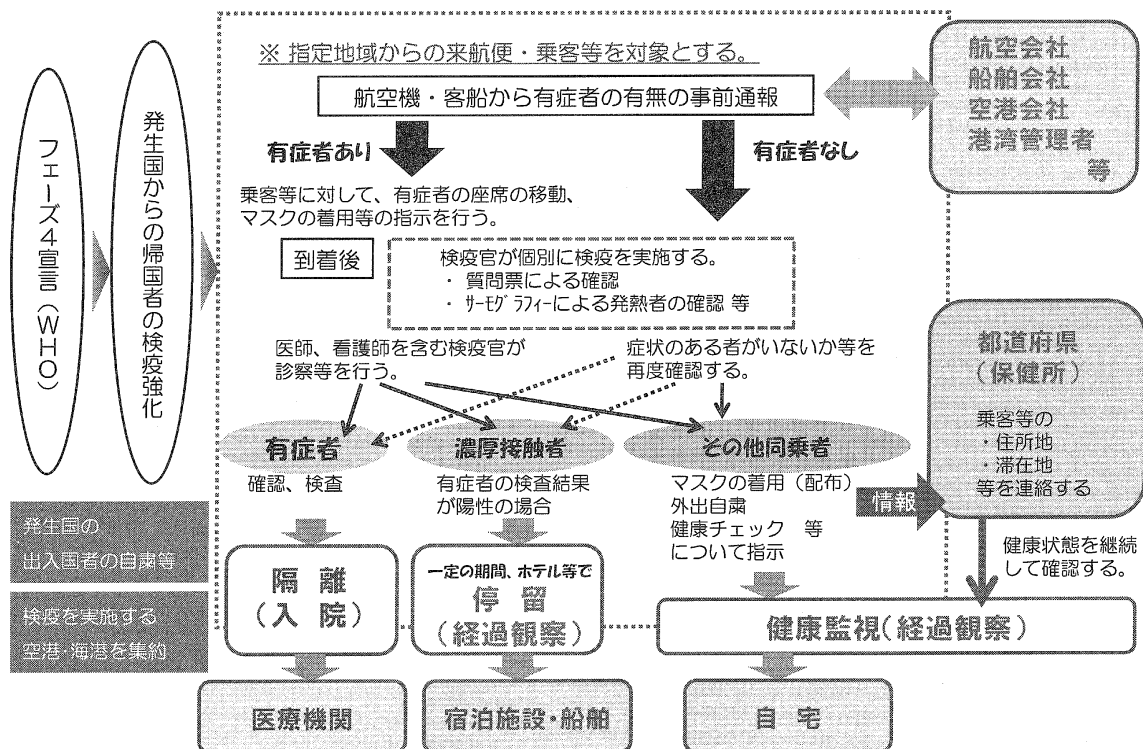 フェーズ4宣言(WHO)
発生国からの帰国者の検疫強化
※ 指定地域からの来航便・乗客等を対象とする。
航空機・客船から有症者の有無の事前通報
航空会社
船舶会社
空港会社
港湾管理者
等
有症者あり
有症者なし
乗客等に対して、有症者の座席の移動、
マスクの着用等の指示を行う。
到着後
検疫官が個別に検疫を実施する。
・ 質問票による確認
・ サーモグラフィーによる発熱者の確認 等
医師、看護師を含む検疫官が
診察等を行う。
症状のある者がいないか等を
再度確認する。
有症者
確認、検査
濃厚接触者
有症者の検査結果
が陽性の場合
その他同乗者
マスクの着用(配布)
外出自粛
健康チェック 等
について指示
情報
都道府県
(保健所)
乗客等の
・住所地
・滞在地
等を連絡する
健康状態を継続
して確認する。
発生国の
出入国者の自粛等
検疫を実施する
空港・海港を集約
隔 離
(入 院)
一定の期間、ホテル等で
停 留
(経過観察)
健康監視(経過観察)
医療機関
宿泊施設・船舶
自 宅